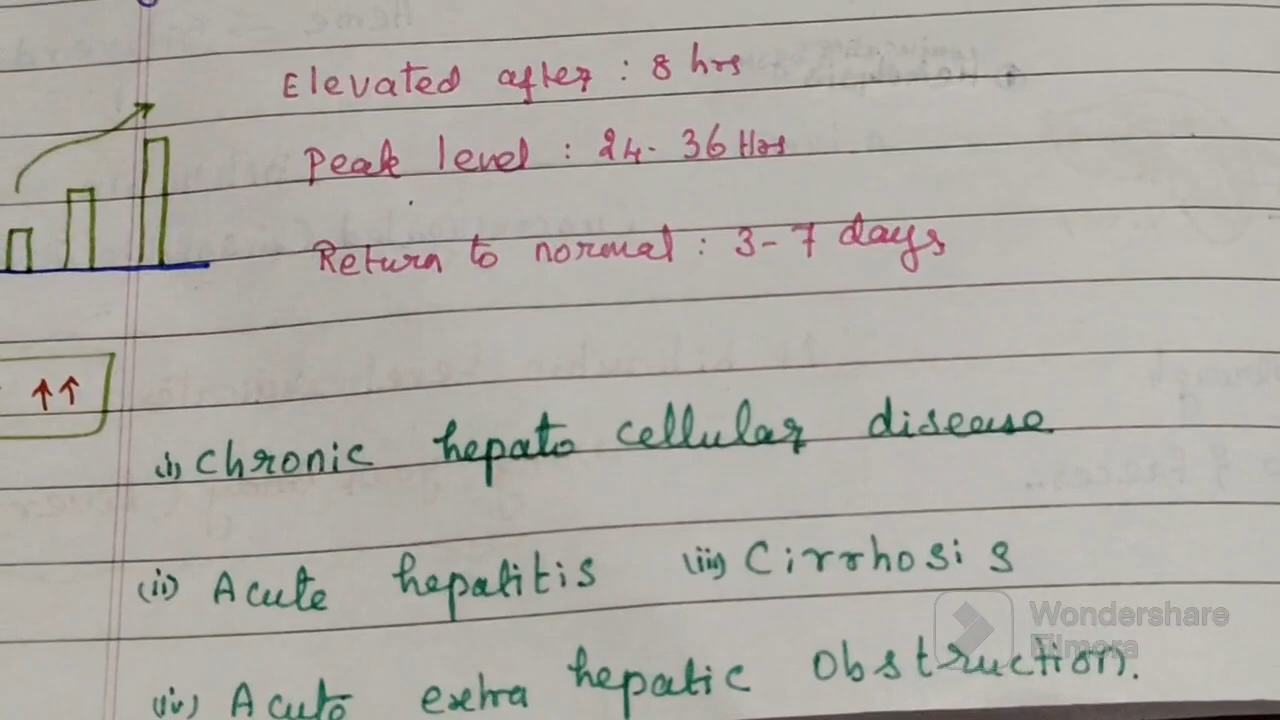 Elevated after : 8 hrs
Peak level : 24- 36 Hrs
Return to normal : 3-7 days
↑↑
(i) Chronic hepato cellular disease
(ii) Acute hepatitis (iii) Cirrhosis
(iv) Acute extra hepatic Obstruction.
Wondershare
Filmora